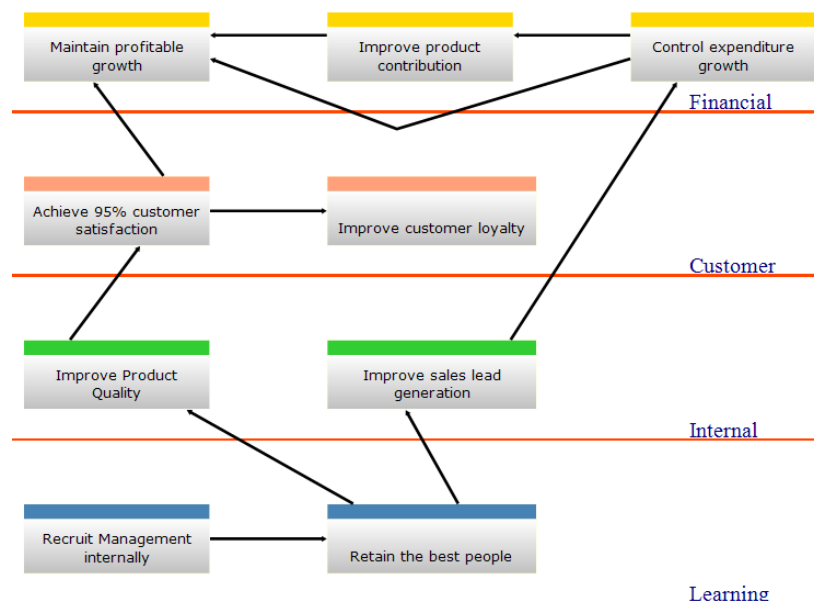 Maintain profitable
growth
Improve product
contribution
Control expenditure
growth
Financial
Achieve 95% customer
satisfaction
Improve customer loyalty
Customer
Improve Product
Quality
Improve sales lead
generation
Internal
Recruit Management
internally
Retain the best people
Learning